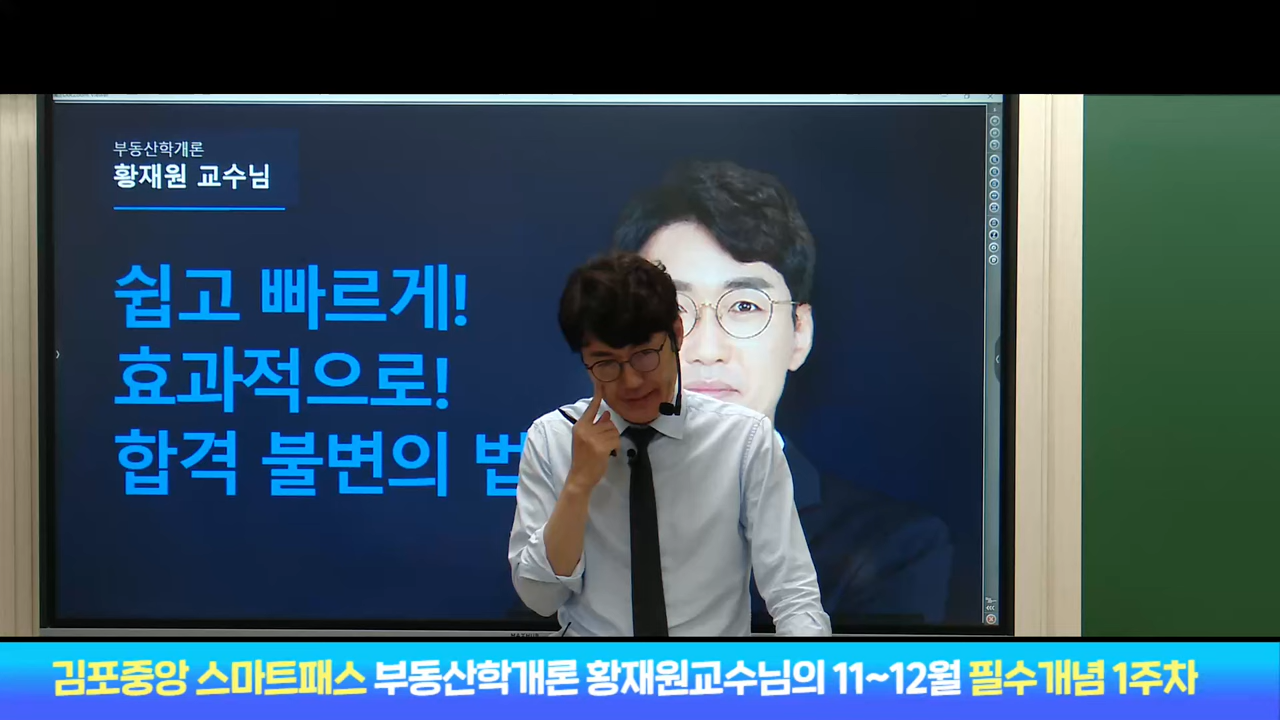 부동산학개론
황재원 교수님
쉽고 빠르게!
효과적으로!
합격 불변의 법
김포중앙 스마트패스 부동산학개론 황재원교수님의 11~12월 필수개념 1주차